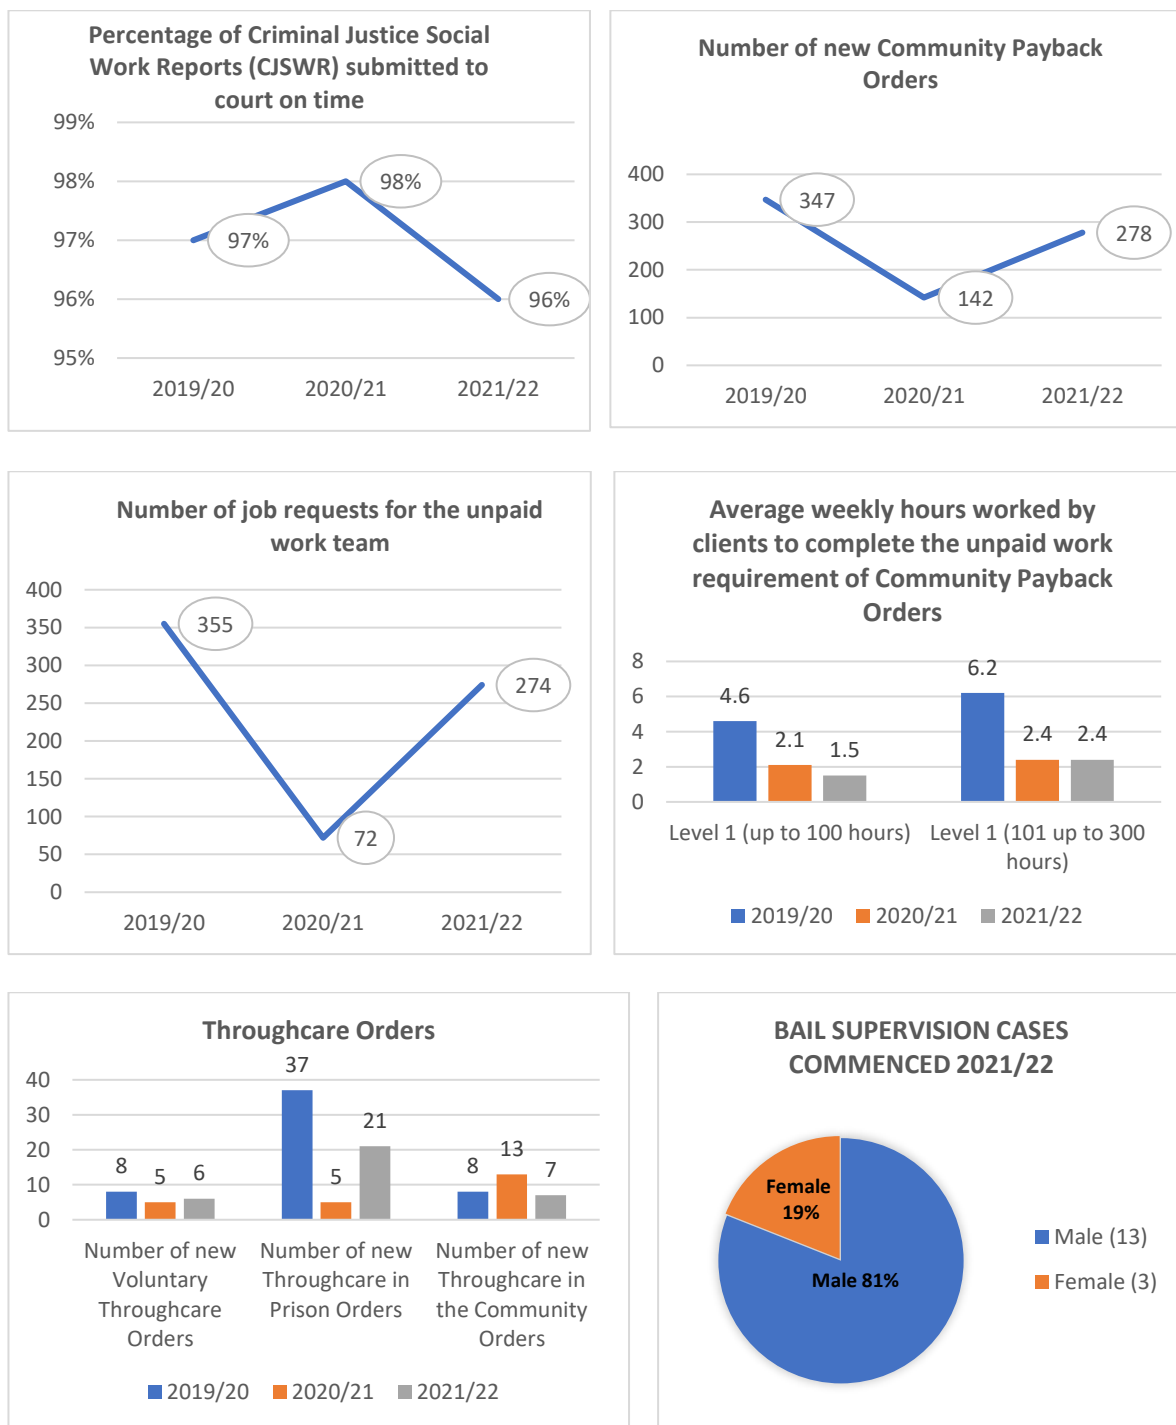 Percentage of Criminal Justice Social
Work Reports (CJSWR) submitted to
court on time
99%
98%
97%
96%
95%
97%
98%
96%
2019/20
2020/21
2021/22
Number of new Community Payback
Orders
400
300
200
100
0
347
142
278
2019/20
2020/21
2021/22
Number of job requests for the unpaid
work team
400
350
300
250
200
150
100
50
0
355
72
274
2019/20
2020/21
2021/22
Average weekly hours worked by
clients to complete the unpaid work
requirement of Community Payback
Orders
8
6
4
2
0
4.6
2.1
1.5
6.2
2.4
2.4
Level 1 (up to 100 hours)
Level 1 (101 up to 300
hours)
2019/20
2020/21
2021/22
Throughcare Orders
40
30
20
10
0
8
5
6
37
5
21
8
13
7
Number of new
Voluntary
Throughcare
Orders
Number of new
Throughcare in
Prison Orders
Number of new
Throughcare in
the Community
Orders
2019/20
2020/21
2021/22
BAIL SUPERVISION CASES
COMMENCED 2021/22
Female
19%
Male 81%
Male (13)
Female (3)